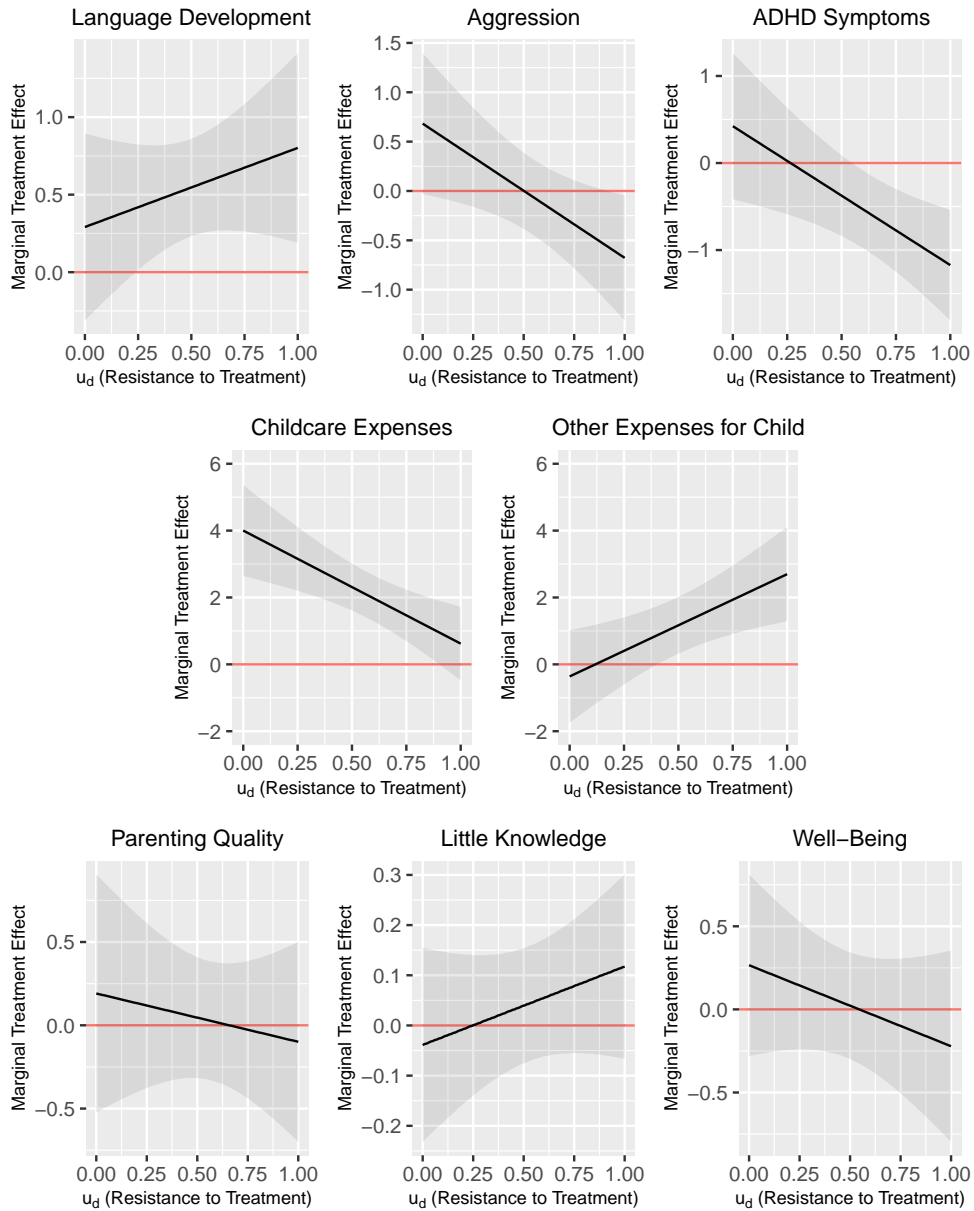 Language Development
Aggression
ADHD Symptoms
Marginal Treatment Effect
1.0
0.5
0.0
0.00 0.25 0.50 0.75 1.00
u_d (Resistance to Treatment)
Marginal Treatment Effect
1.5
1.0
0.5
0.0
−0.5
−1.0
0.00 0.25 0.50 0.75 1.00
u_d (Resistance to Treatment)
Marginal Treatment Effect
1
0
−1
0.00 0.25 0.50 0.75 1.00
u_d (Resistance to Treatment)
Childcare Expenses
Other Expenses for Child
Marginal Treatment Effect
6
4
2
0
−2
0.00 0.25 0.50 0.75 1.00
u_d (Resistance to Treatment)
Marginal Treatment Effect
6
4
2
0
−2
0.00 0.25 0.50 0.75 1.00
u_d (Resistance to Treatment)
Parenting Quality
Little Knowledge
Well−Being
Marginal Treatment Effect
0.5
0.0
−0.5
0.00 0.25 0.50 0.75 1.00
u_d (Resistance to Treatment)
Marginal Treatment Effect
0.3
0.2
0.1
0.0
−0.1
−0.2
0.00 0.25 0.50 0.75 1.00
u_d (Resistance to Treatment)
Marginal Treatment Effect
0.5
0.0
−0.5
0.00 0.25 0.50 0.75 1.00
u_d (Resistance to Treatment)